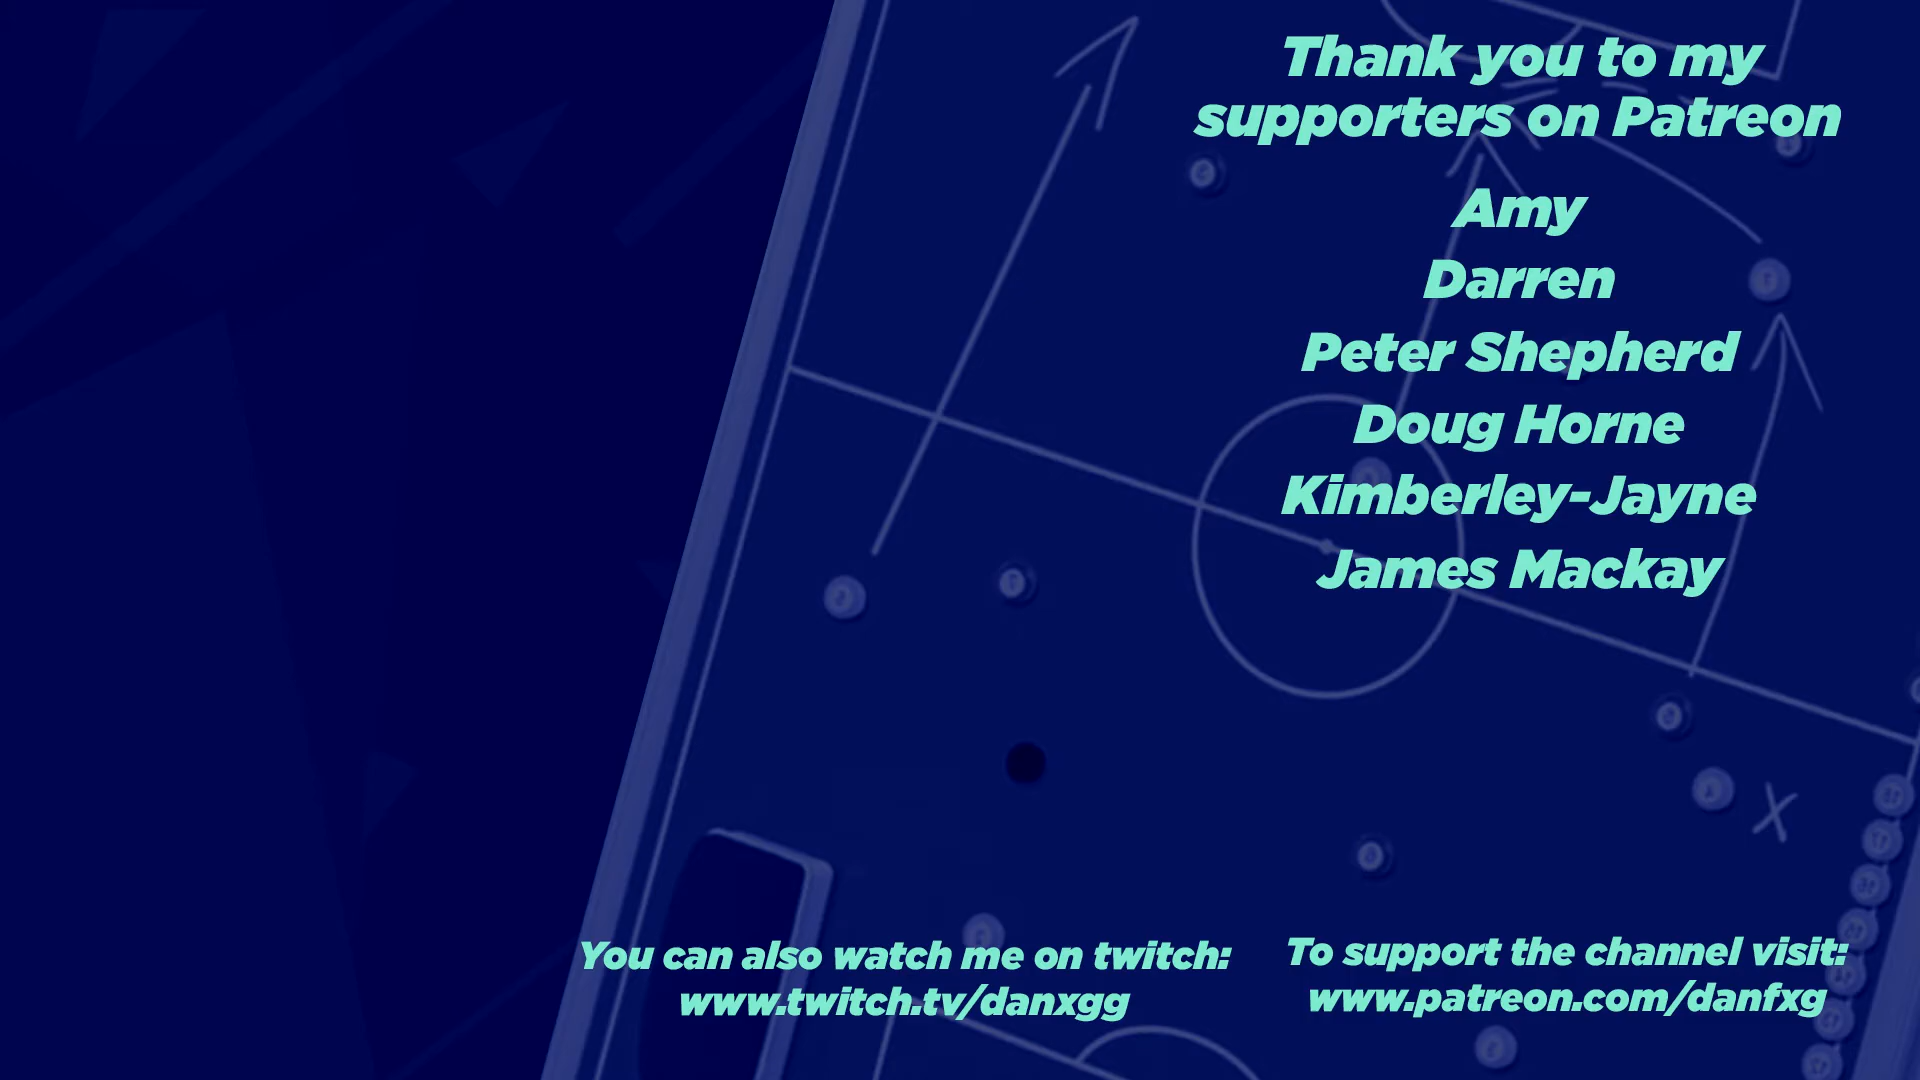 Thank you to my
supporters on Patreon
Amy
Darren
Peter Shepherd
Doug Horne
Kimberley-Jayne
James Mackay
You can also watch me on twitch:
www.twitch.tv/danxgg
To support the channel visit:
www.patreon.com/danfxg